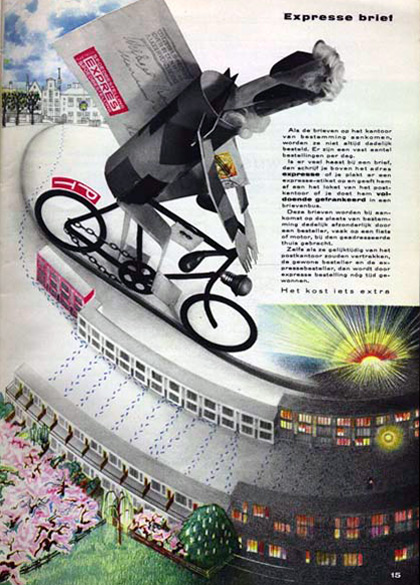 Expresse brief
EXPRES
Als de brieven op het kantoor
van bestemming aankomen,
worden ze niet altijd dadelijk
besteld. Er zijn een vast aantal
bestellingen per dag.
Is er veel haast bij een brief,
dan schrijf je boven het adres
expresse of je plakt er een
expresse-etiket op en geeft hem
af aan het loket van het post-
kantoor of je doet hem vol-
doende gefrankeerd in een
brievenbus.
Deze brieven worden bij aan-
komst op de plaats van bestem-
ming dadelijk afzonderlijk door
een besteller, vaak op een fiets
of motor, bij den geadresseerde
thuis gebracht.
Zelfs als ze gelijktijdig van het
postkantoor zouden vertrekken,
de gewone besteller en de ex-
pressebesteller, dan wordt door
expresse bestelling nog tijd ge-
wonnen.
Het kost iets extra
15